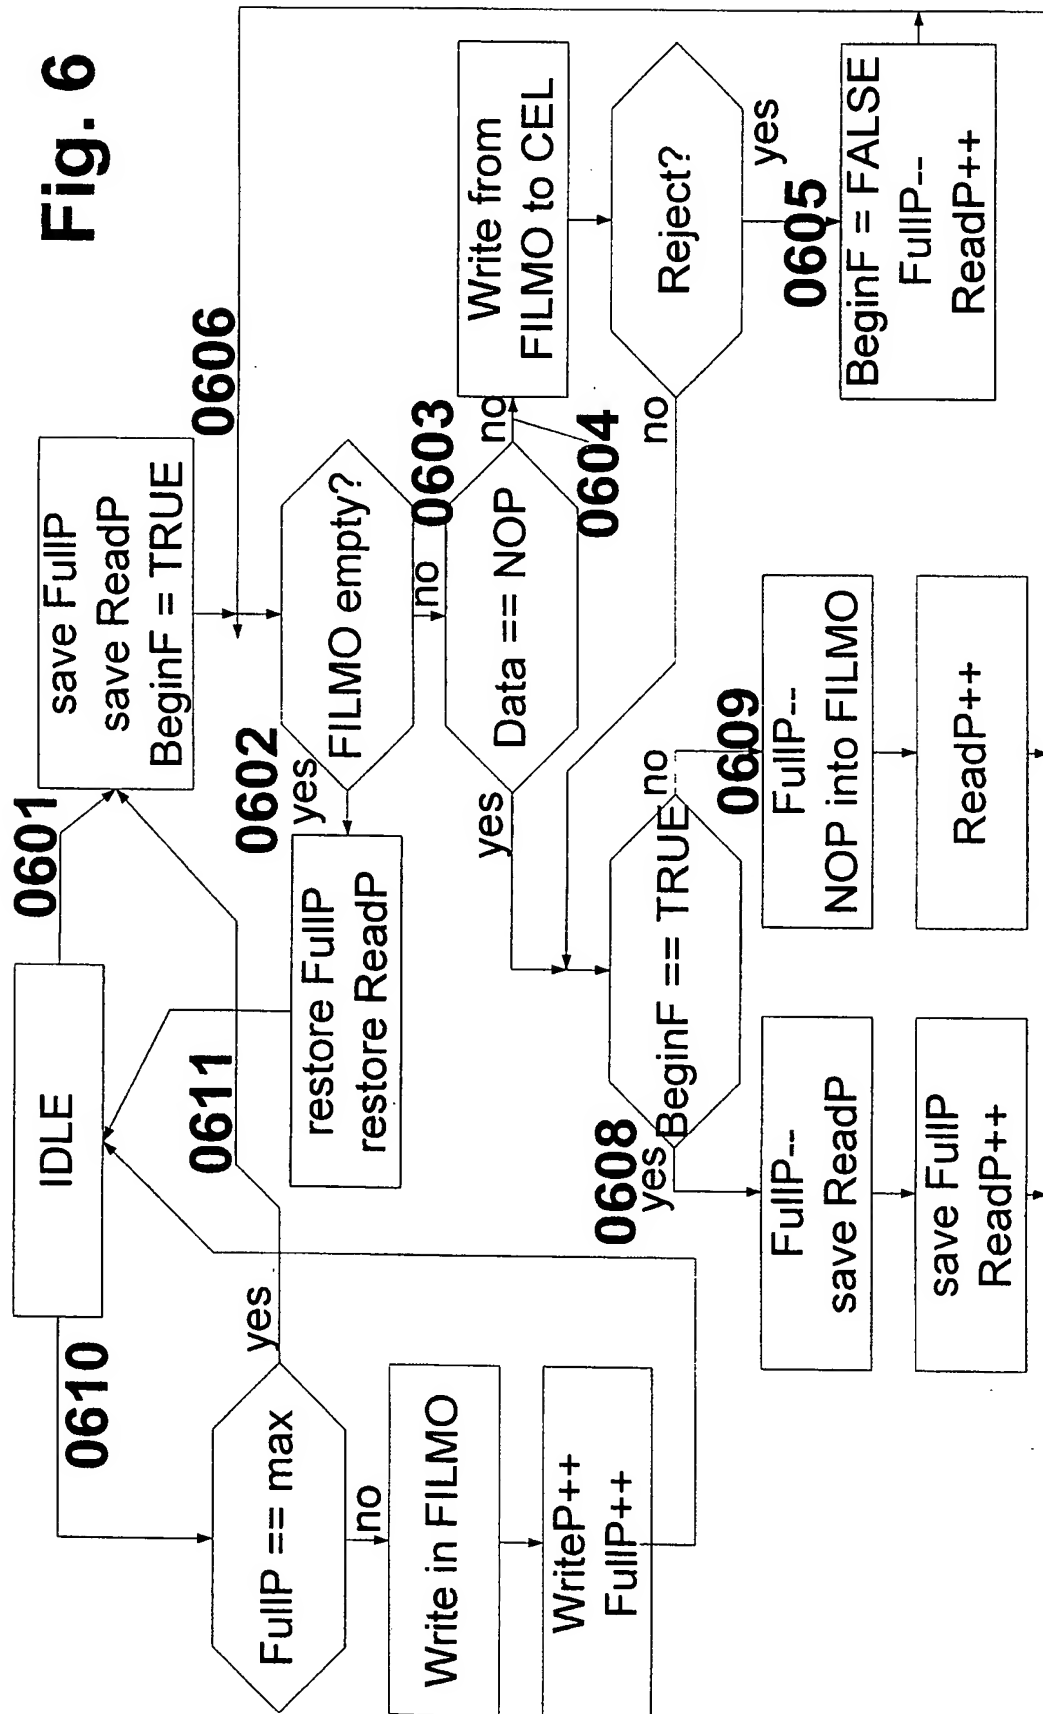 Fig. 6
IDLE
0601
0610
save FullP
save ReadP
BeginF = TRUE
0606
FullP == max
yes
no
0611
Write in FILMO
WriteP++
FullP++
FILMO empty?
0602
yes
no
restore FullP
restore ReadP
0603
Data == NOP
yes
no
0604
Write from
FILMO to CEL
Reject?
no
yes
0605
BeginF = FALSE
FullP--
ReadP++
BeginF == TRUE
0608
yes
no
0609
FullP--
save ReadP
save FullP
ReadP++
FullP--
NOP into FILMO
ReadP++